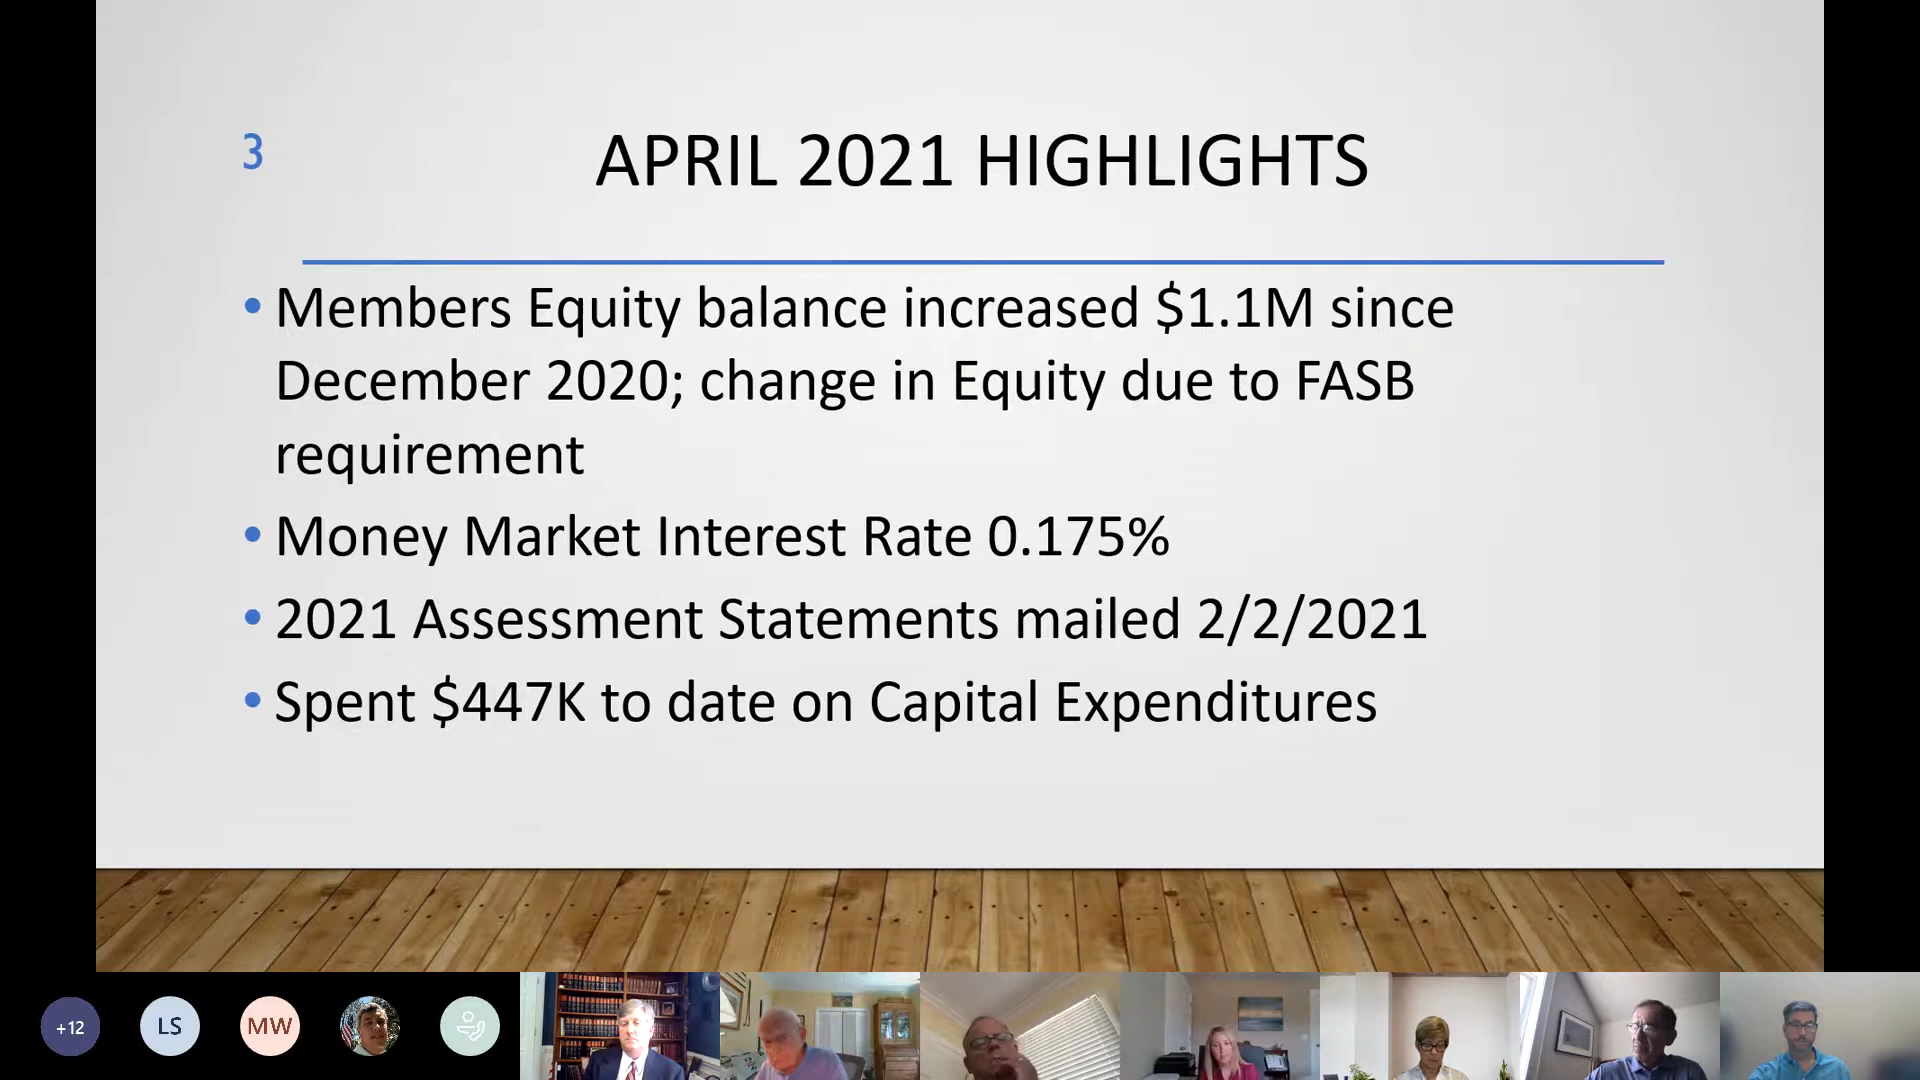 3
APRIL 2021 HIGHLIGHTS
• Members Equity balance increased $1.1M since
December 2020; change in Equity due to FASB
requirement
• Money Market Interest Rate 0.175%
• 2021 Assessment Statements mailed 2/2/2021
• Spent $447K to date on Capital Expenditures
+12
LS
MW